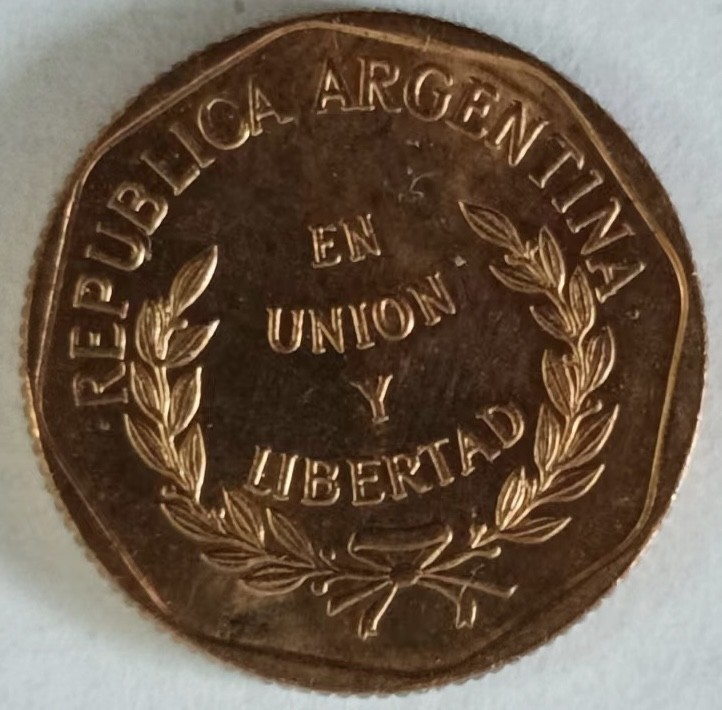 REPUBLICA ARGENTINA
EN
UNION
Y
LIBERTAD